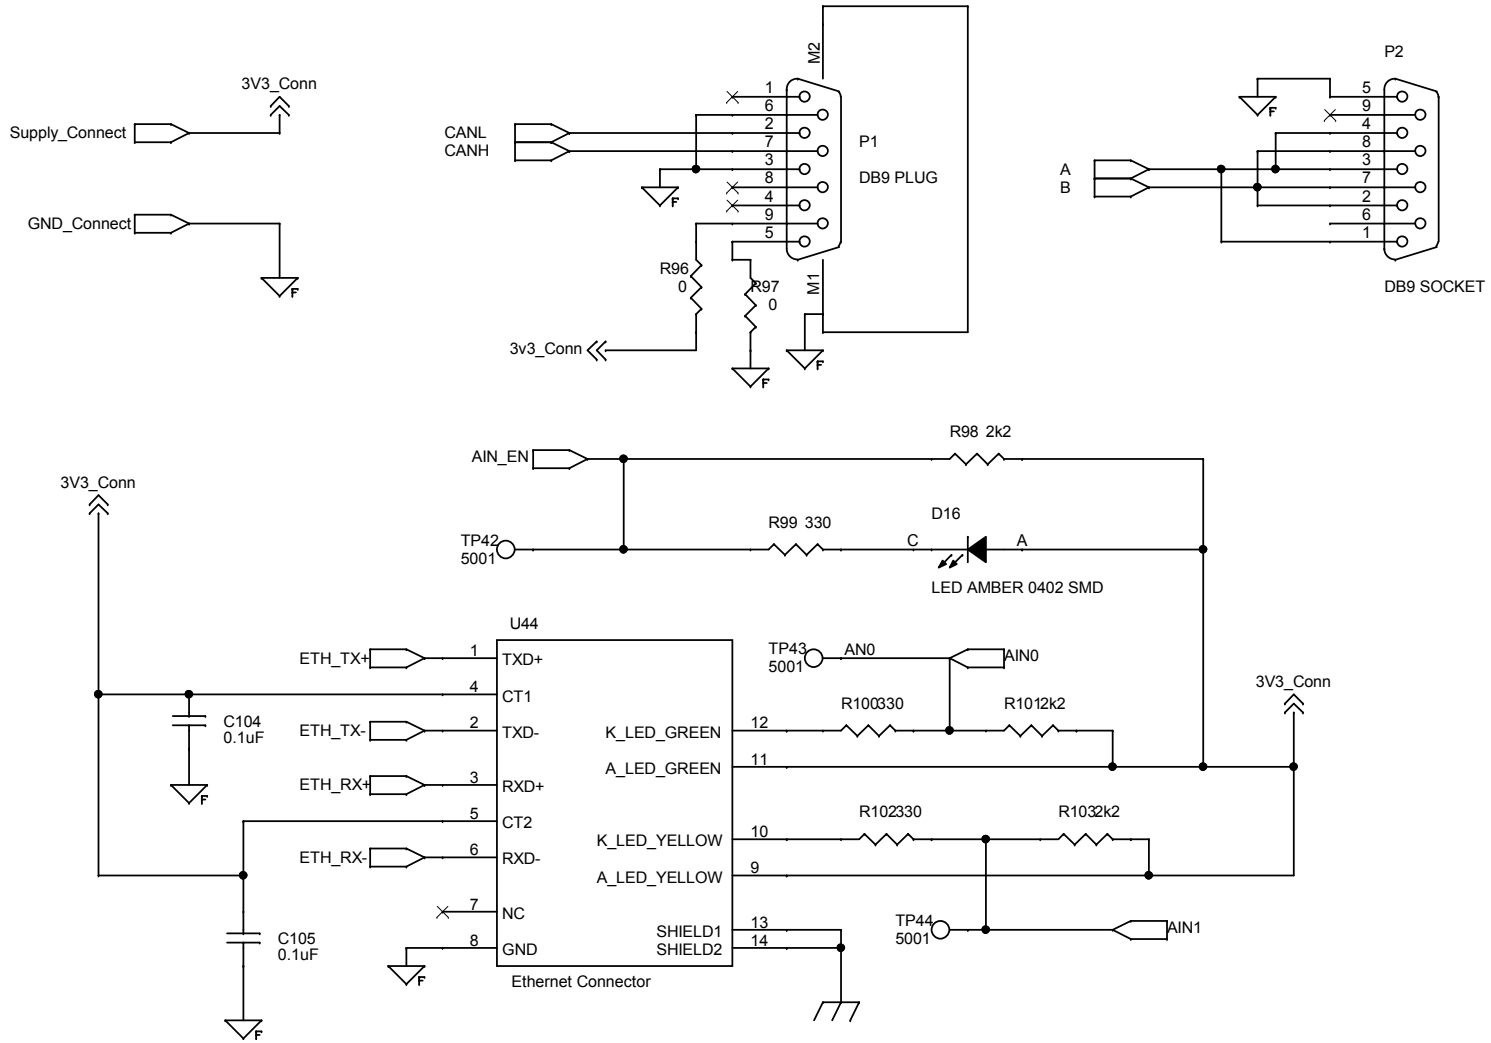 3V3_Conn
Supply_Connect
GND_Connect
F
M2
1
6
2
7
3
8
4
9
5
CANL
CANH
F
P1
DB9 PLUG
R96
0
R97
0
M1
3v3_Conn
F
F
P2
5
9
4
8
3
7
2
6
1
F
A
B
DB9 SOCKET
AIN_EN
R98 2k2
3V3_Conn
TP42
5001
R99 330
C
D16
A
LED AMBER 0402 SMD
U44
ETH_TX+
1
TXD+
4
CT1
C104
0.1uF
F
ETH_TX-
2
TXD-
ETH_RX+
3
RXD+
5
CT2
ETH_RX-
6
RXD-
7
NC
8
GND
F
C105
0.1uF
F
Ethernet Connector
K_LED_GREEN
12
A_LED_GREEN
11
K_LED_YELLOW
10
A_LED_YELLOW
9
SHIELD1
13
SHIELD2
14
TP43
5001
AN0
AIN0
R100330
R1012k2
3V3_Conn
R102330
R1032k2
TP44
5001
AIN1